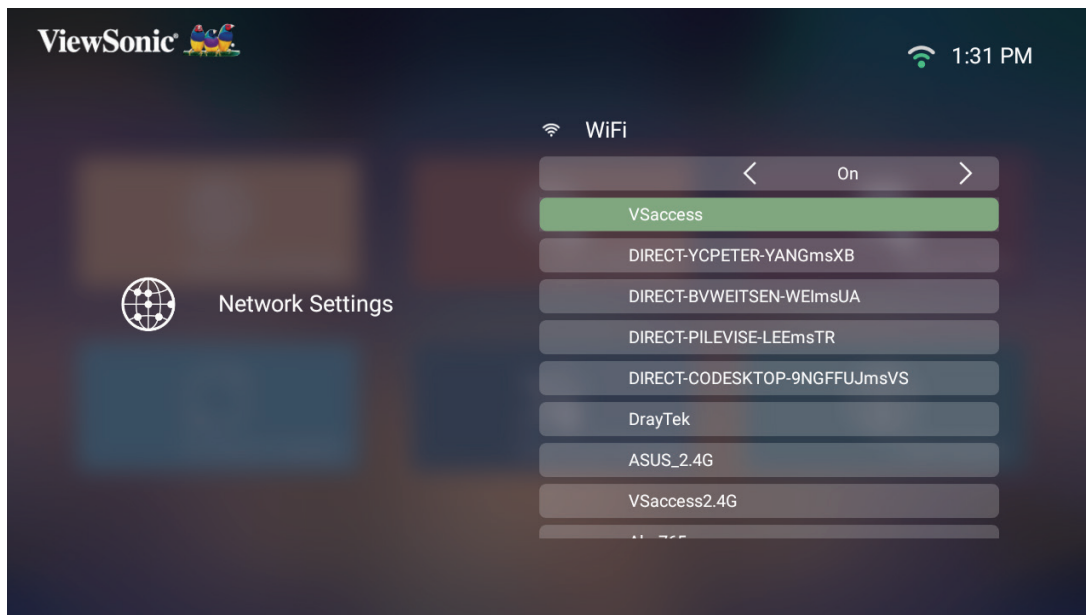 ViewSonic
1:31 PM
WiFi
On
VSaccess
DIRECT-YCPETER-YANGmsXB
DIRECT-BVWEITSEN-WEImsUA
Network Settings
DIRECT-PILEVISE-LEEmsTR
DIRECT-CODESKTOP-9NGFFUJmsVS
DrayTek
ASUS_2.4G
VSaccess2.4G